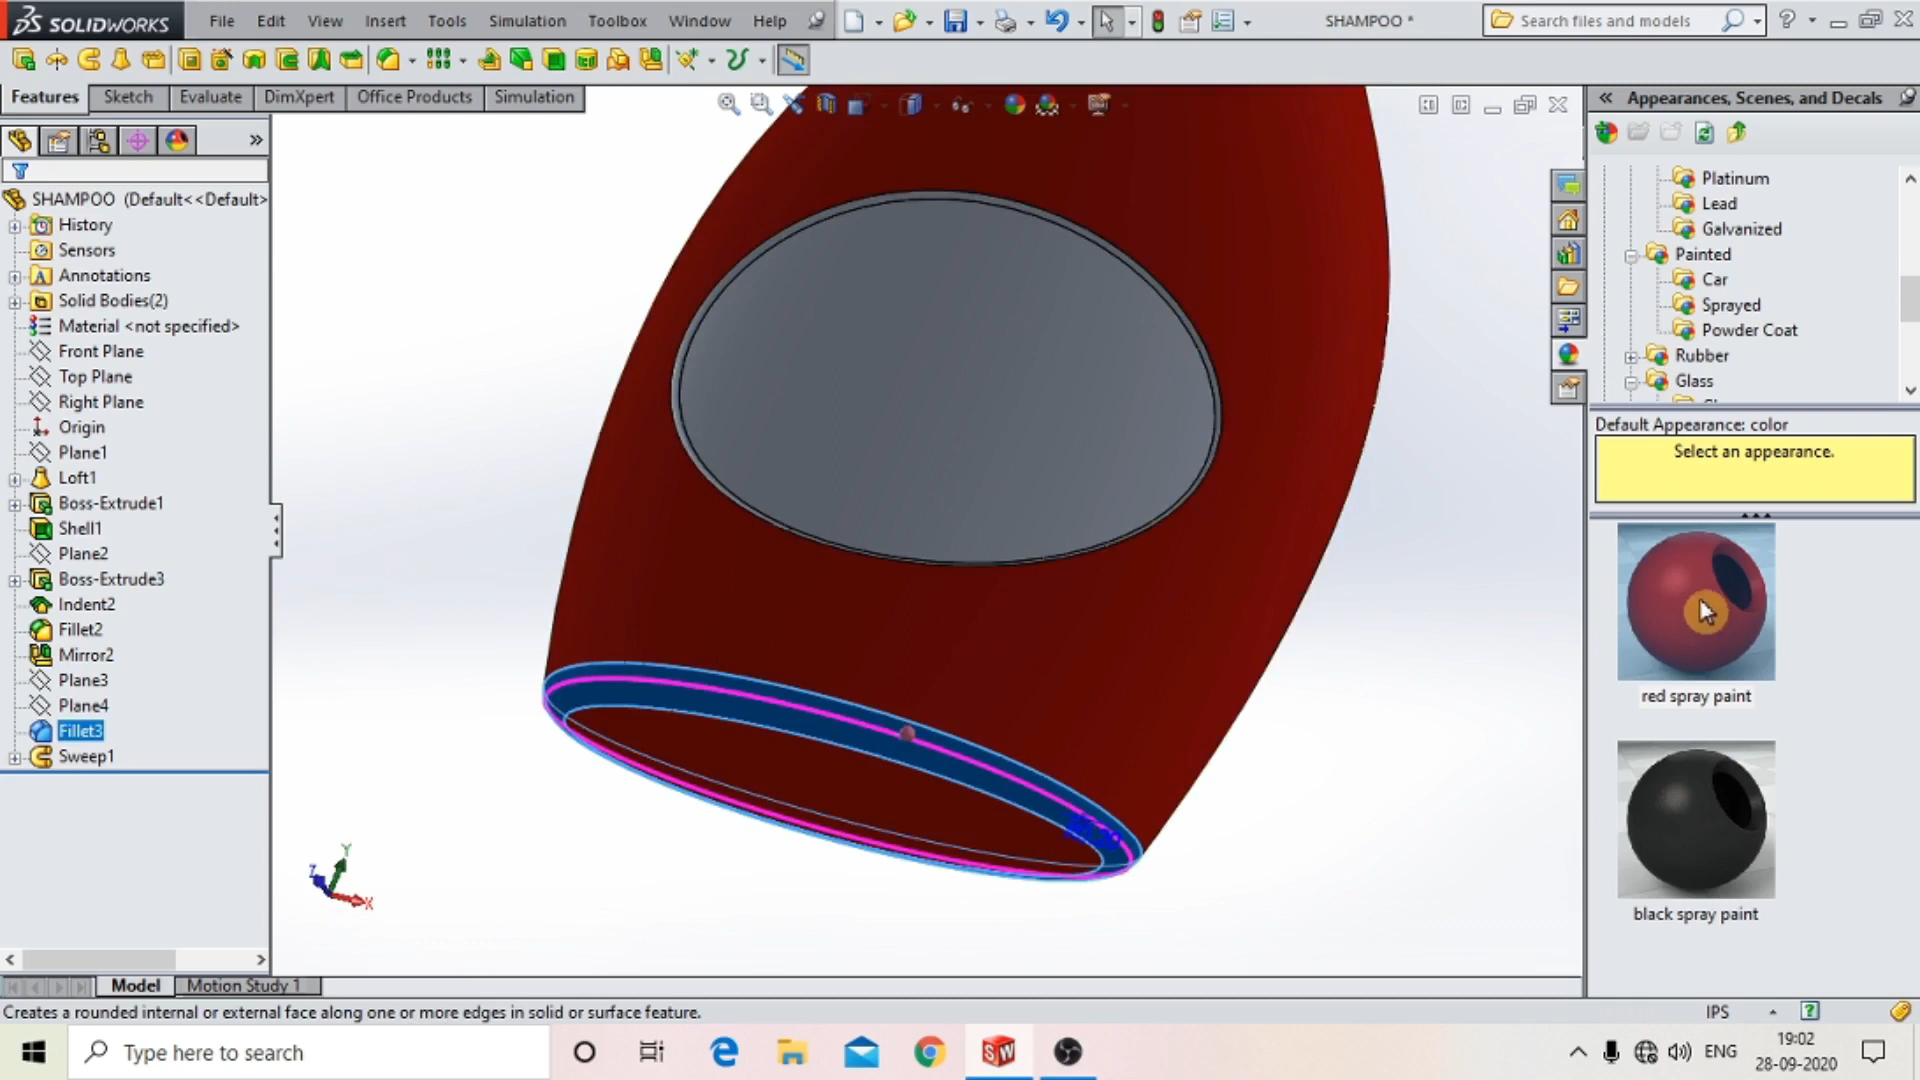 SOLIDWORKS File Edit View Insert Tools Simulation Toolbox Window Help SHAMPOO * Search files and models
Features Sketch Evaluate DimXpert Office Products Simulation
Appearances, Scenes, and Decals
SHAMPOO (Default<<Default>
History
Sensors
Annotations
Solid Bodies(2)
Material <not specified>
Front Plane
Top Plane
Right Plane
Origin
Plane1
Loft1
Boss-Extrude1
Shell1
Plane2
Boss-Extrude3
Indent2
Fillet2
Mirror2
Plane3
Plane4
Fillet3
Sweep1
Y
Z
X
Platinum
Lead
Galvanized
Painted
Car
Sprayed
Powder Coat
Rubber
Glass
Default Appearance: color
Select an appearance.
red spray paint
black spray paint
Model Motion Study 1
Creates a rounded internal or external face along one or more edges in solid or surface feature.
IPS
Type here to search
ENG
19:02
28-09-2020